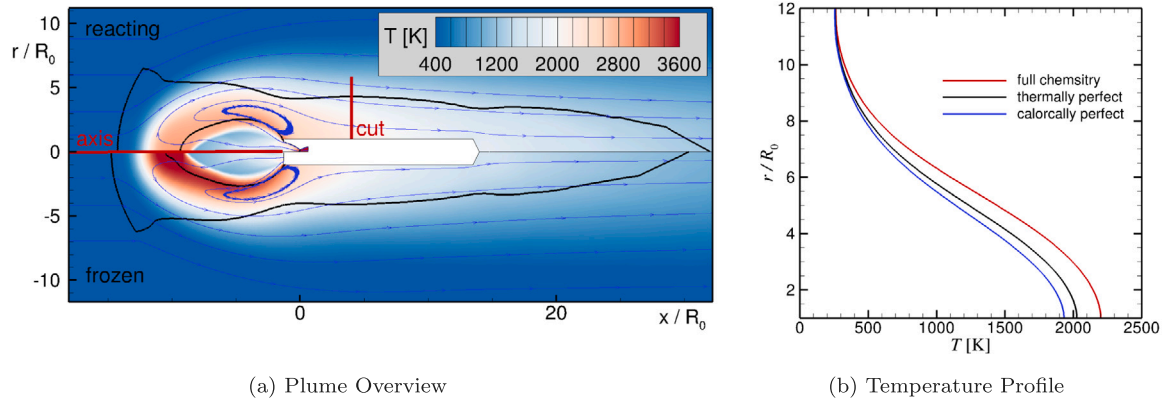 reacting
r / R₀
T [K]
400 1200 2000 2800 3600
10
5
0
-5
-10
axis
cut
frozen
0
20
x / R₀
(a) Plume Overview
r / R₀
12
10
8
6
4
2
full chemsitry
thermally perfect
calorcally perfect
0 500 1000 1500 2000 2500
T [K]
(b) Temperature Profile